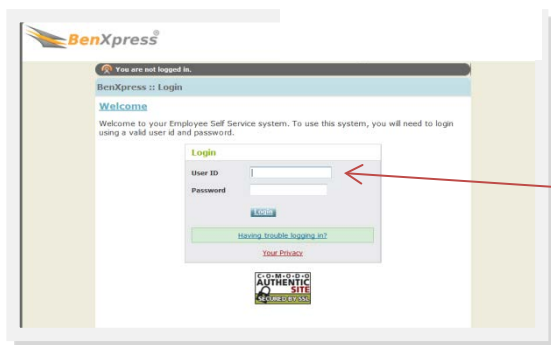 BenXpress®
You are not logged in.
BenXpress :: Login
Welcome
Welcome to your Employee Self Service system. To use this system, you will need to login
using a valid user id and password.
Login
User ID
Password
Login
Having trouble logging in?
Your Privacy
C·O·M·O·D·O
AUTHENTIC
SITE
SECURED BY SSL